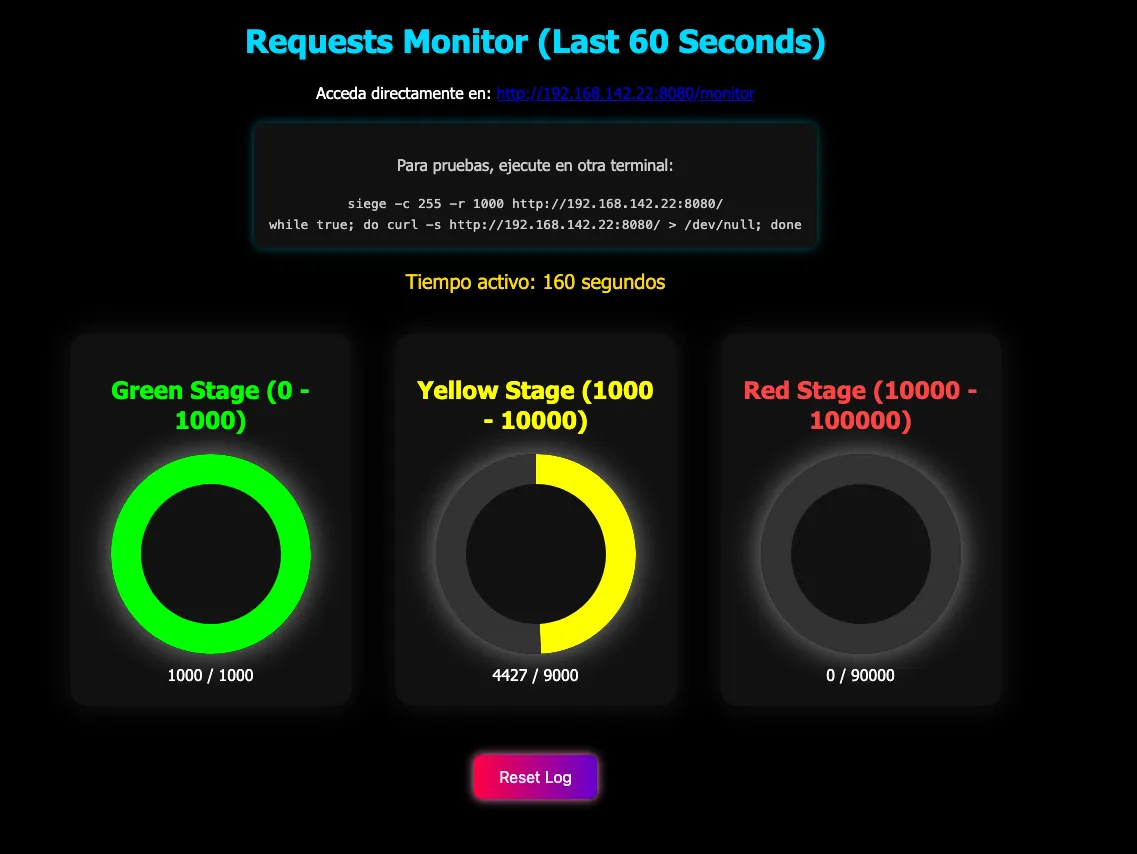 Requests Monitor (Last 60 Seconds)
Acceda directamente en: http://192.168.142.22:8080/monitor
Para pruebas, ejecute en otra terminal:
siege -c 255 -r 1000 http://192.168.142.22:8080/
while true; do curl -s http://192.168.142.22:8080/ > /dev/null; done
Tiempo activo: 160 segundos
Green Stage (0 -
1000)
1000 / 1000
Yellow Stage (1000
- 10000)
4427 / 9000
Red Stage (10000 -
100000)
0 / 90000
Reset Log